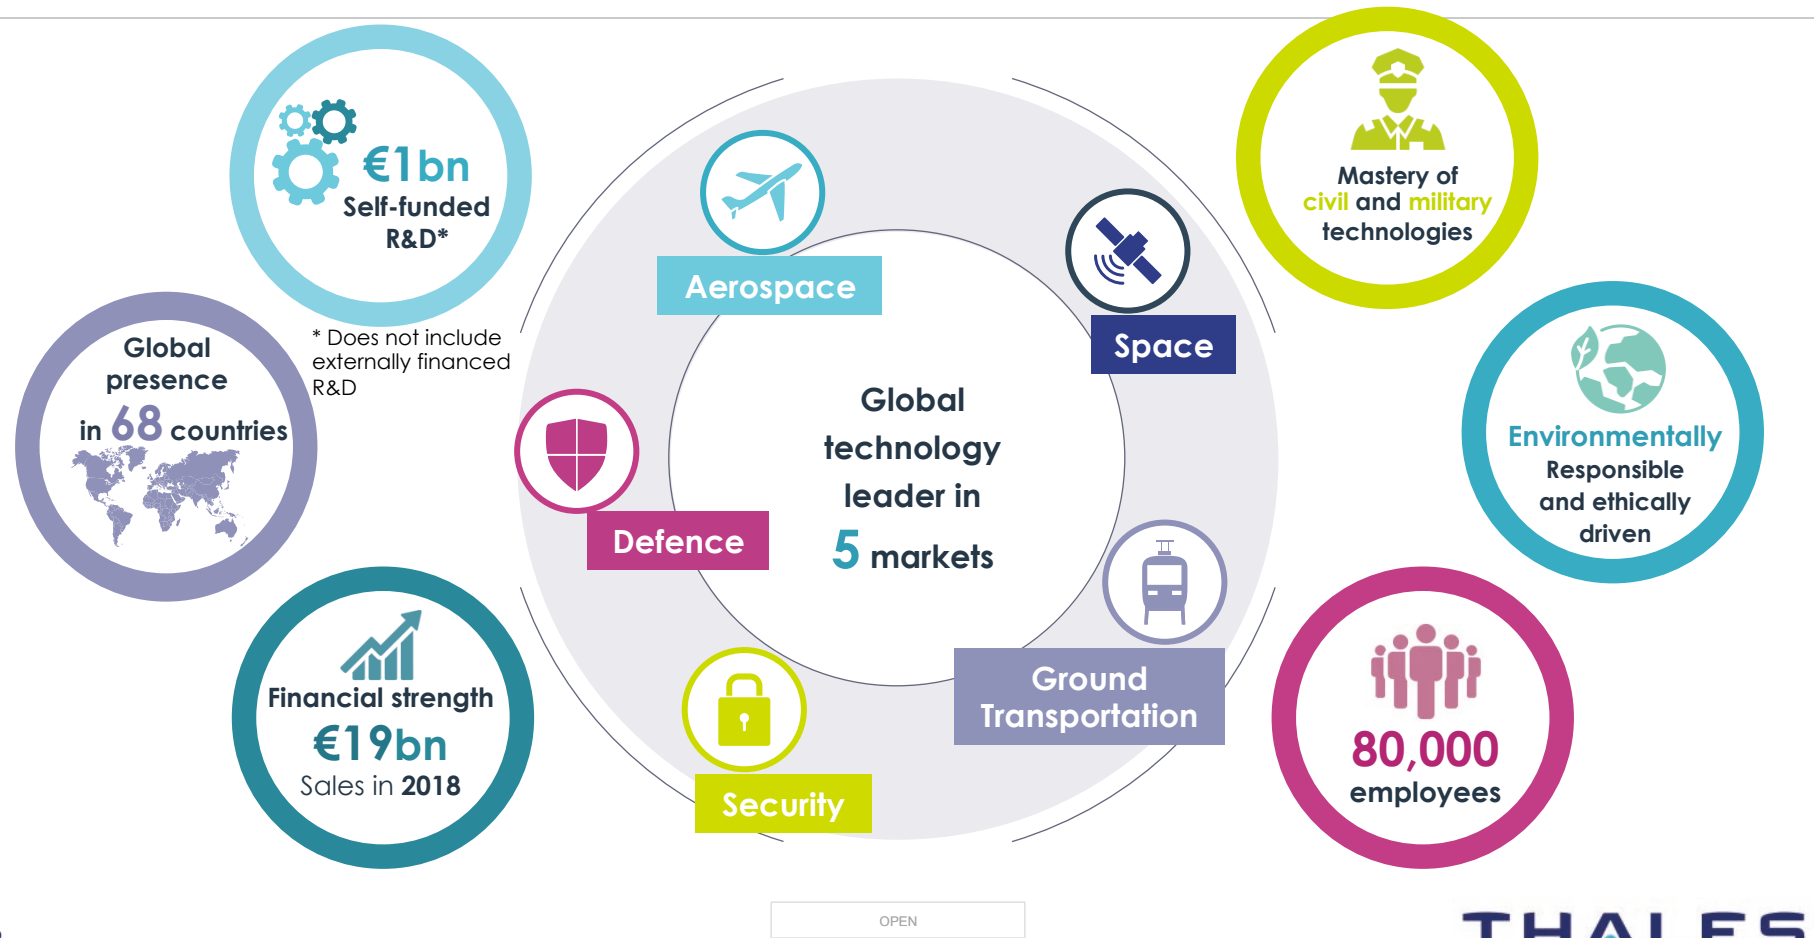 €1bn
Self-funded
R&D*
* Does not include
externally financed
R&D
Global
presence
in 68 countries
Financial strength
€19bn
Sales in 2018
Aerospace
Space
Defence
Global
technology
leader in
5 markets
Ground
Transportation
Security
Mastery of
civil and military
technologies
Environmentally
Responsible
and ethically
driven
80,000
employees
OPEN
THALES